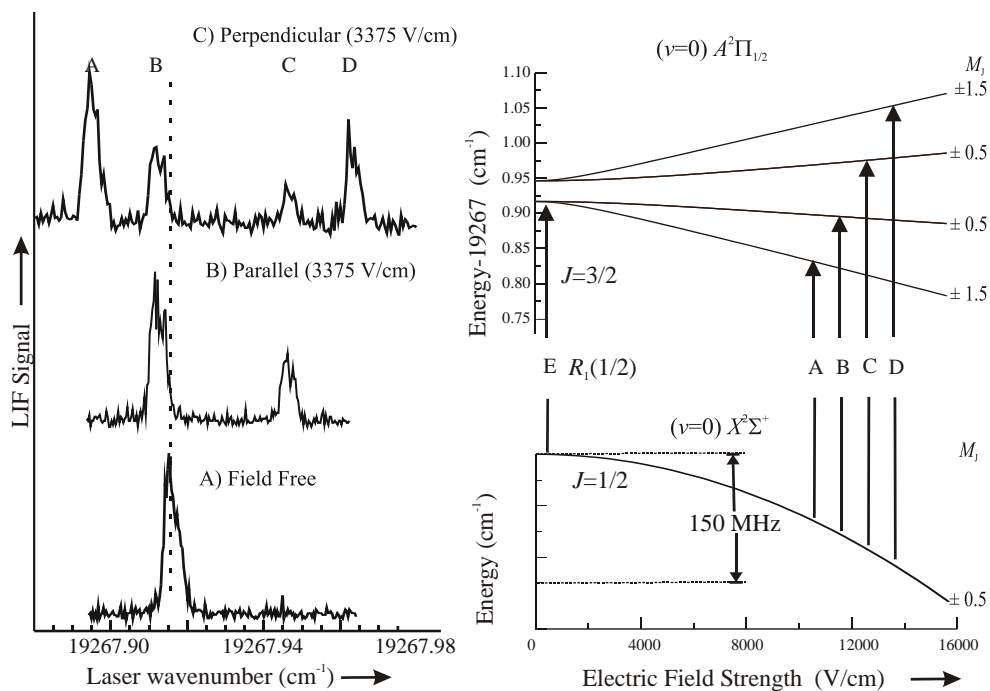 C) Perpendicular (3375 V/cm)
A B C D
B) Parallel (3375 V/cm)
A) Field Free
LIF Signal
19267.90 19267.94 19267.98
Laser wavenumber (cm⁻¹)
(v=0) A²Π₁/₂
M_J
1.10
1.05
1.00
0.95
0.90
0.85
0.80
0.75
Energy-19267 (cm⁻¹)
±1.5
± 0.5
± 0.5
± 1.5
J=3/2
E R₁(1/2) A B C D
(v=0) X²Σ⁺
M_J
J=1/2
150 MHz
± 0.5
Energy (cm⁻¹)
0 4000 8000 12000 16000
Electric Field Strength (V/cm)